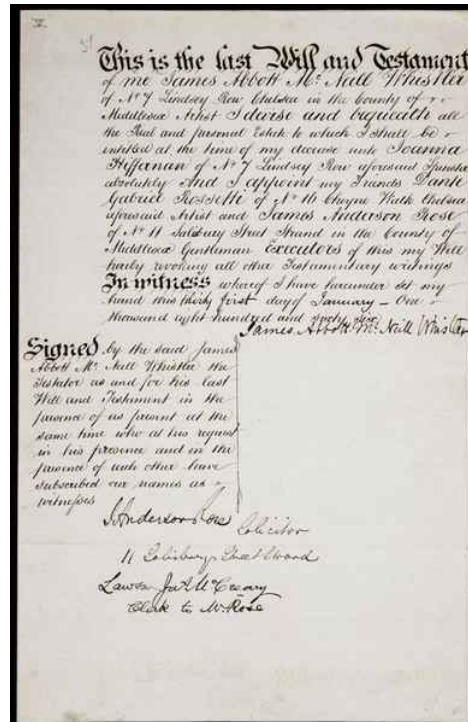 This is the last Will and Testament
of me James Abbott Mc Neill Whistler
of No 7 Lindsey Row Chelsea in the County of
Middlesex Artist I devise and bequeath all
the Real and personal Estate to which I shall be
entitled at the time of my decease unto Joanna
Hiffernan of No 7 Lindsey Row aforesaid Spinster
absolutely And I appoint my Friends Dante
Gabriel Rossetti of No 16 Cheyne Walk Chelsea
aforesaid Artist and James Anderson Rose
of No 11 Salisbury Street Strand in the County of
Middlesex Gentleman Executors of this my Will
hereby revoking all other Testamentary writings
In witness whereof I have hereunder set my
hand this thirty first day of January - One
thousand eight hundred and sixty
James Abbott Mc Neill Whistler
Signed by the said James
Abbott Mc Neill Whistler the
Testator as and for his last
Will and Testament in the
presence of us present at the
same time who at his request
in his presence and in the
presence of each other have
subscribed our names as
witnesses
J Anderson Rose
Solicitor
11 Salisbury Street Strand
McCreary
Clerk to Mr Rose